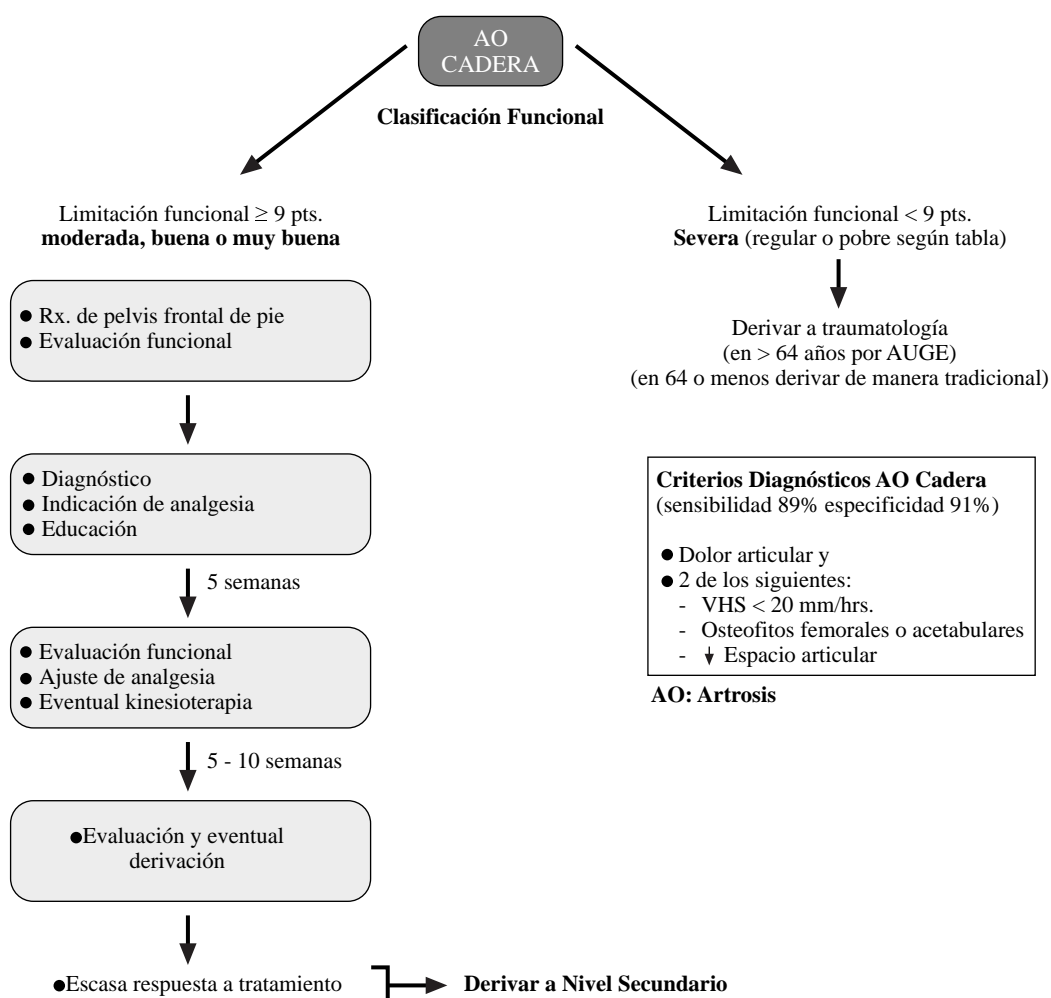 AO
CADERA
Clasificación Funcional
Limitación funcional ≥ 9 pts.
moderada, buena o muy buena
● Rx. de pelvis frontal de pie
● Evaluación funcional
● Diagnóstico
● Indicación de analgesia
● Educación
5 semanas
● Evaluación funcional
● Ajuste de analgesia
● Eventual kinesioterapia
5 - 10 semanas
●Evaluación y eventual
derivación
●Escasa respuesta a tratamiento
Derivar a Nivel Secundario
Limitación funcional < 9 pts.
Severa (regular o pobre según tabla)
Derivar a traumatología
(en > 64 años por AUGE)
(en 64 o menos derivar de manera tradicional)
Criterios Diagnósticos AO Cadera
(sensibilidad 89% especificidad 91%)
● Dolor articular y
● 2 de los siguientes:
- VHS < 20 mm/hrs.
- Osteofitos femorales o acetabulares
- ↓ Espacio articular
AO: Artrosis